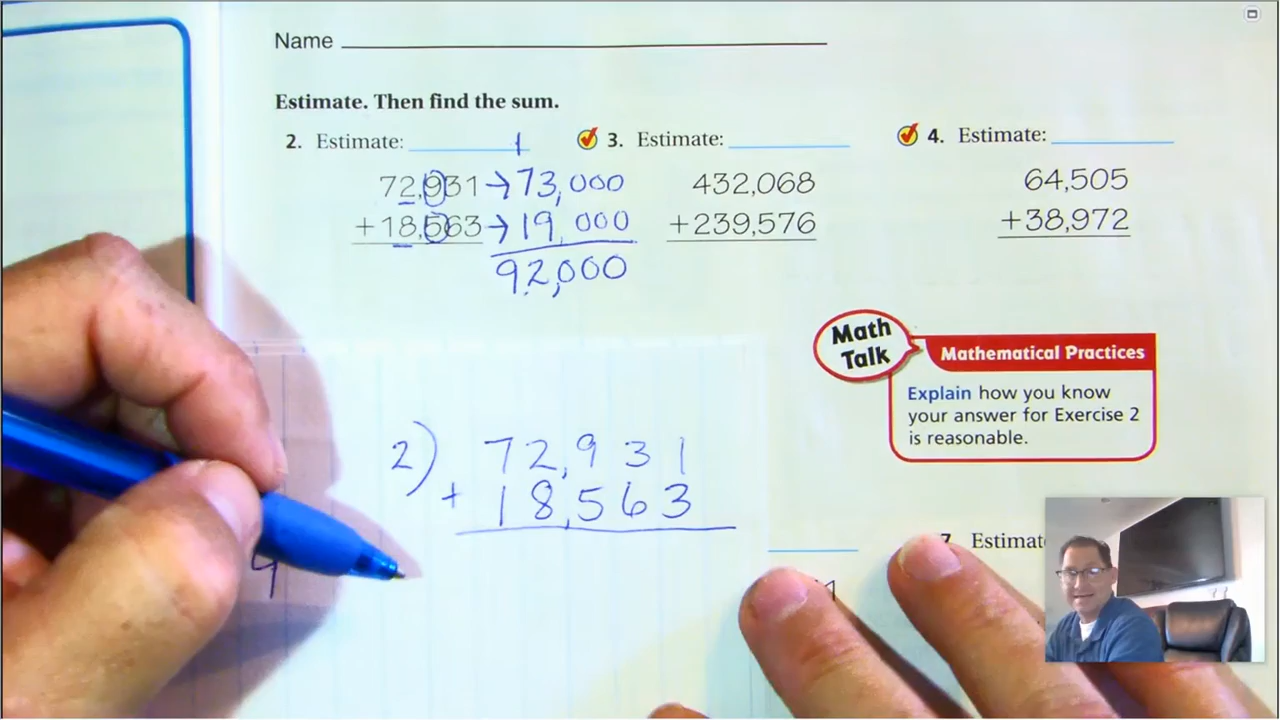 Name
Estimate. Then find the sum.
2. Estimate:
1
72,931 → 73,000
+18,563 → 19,000
92,000
3. Estimate:
432,068
+239,576
4. Estimate:
64,505
+38,972
Math
Talk
Mathematical Practices
Explain how you know
your answer for Exercise 2
is reasonable.
2) 72,931
+ 18,563
7 Estimat